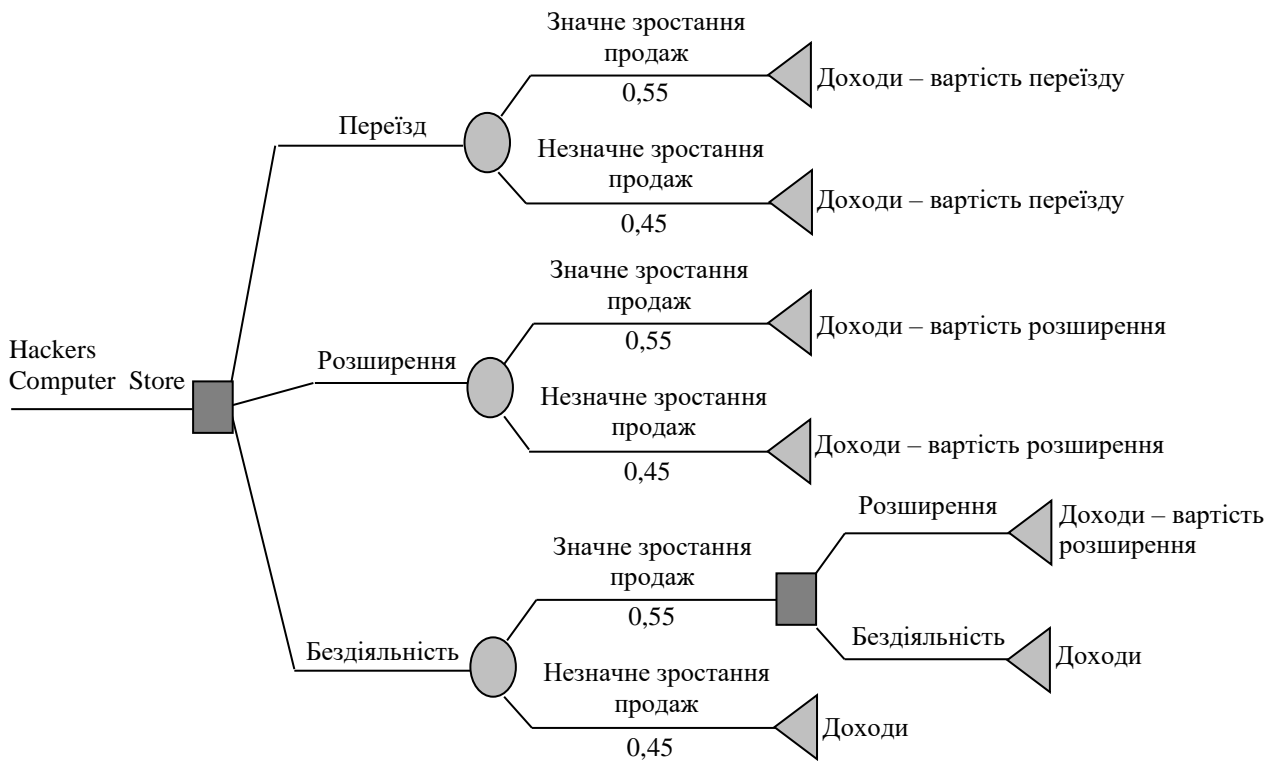 Значне зростання
продаж
0,55
Доходи – вартість переїзду
Переїзд
Незначне зростання
продаж
0,45
Доходи – вартість переїзду
Значне зростання
продаж
0,55
Доходи – вартість розширення
Hackers
Computer Store
Розширення
Незначне зростання
продаж
0,45
Доходи – вартість розширення
Розширення
Доходи – вартість
розширення
Значне зростання
продаж
0,55
Бездіяльність
Доходи
Бездіяльність
Незначне зростання
продаж
0,45
Доходи